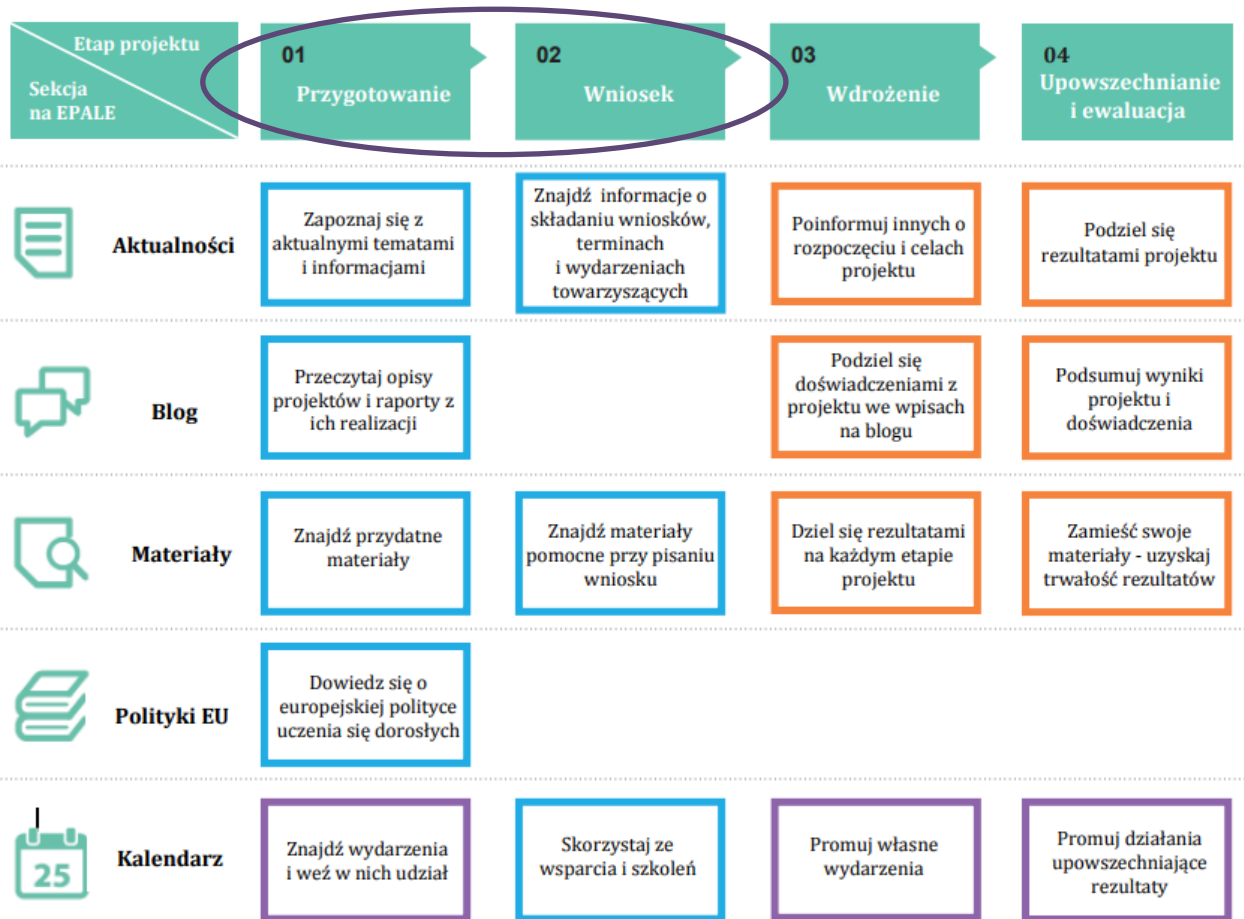 Etap projektu
Sekcja
na EPALE
01
Przygotowanie
02
Wniosek
03
Wdrożenie
04
Upowszechnianie
i ewaluacja
Aktualności
Zapoznaj się z
aktualnymi tematami
i informacjami
Znajdź informacje o
składaniu wniosków,
terminach
i wydarzeniach
towarzyszących
Poinformuj innych o
rozpoczęciu i celach
projektu
Podziel się
rezultatami projektu
Blog
Przeczytaj opisy
projektów i raporty z
ich realizacji
Podziel się
doświadczeniami z
projektu we wpisach
na blogu
Podsumuj wyniki
projektu i
doświadczenia
Materiały
Znajdź przydatne
materiały
Znajdź materiały
pomocne przy pisaniu
wniosku
Dziel się rezultatami
na każdym etapie
projektu
Zamieść swoje
materiały - uzyskaj
trwałość rezultatów
Polityki EU
Dowiedz się o
europejskiej polityce
uczenia się dorosłych
25
Kalendarz
Znajdź wydarzenia
i weź w nich udział
Skorzystaj ze
wsparcia i szkoleń
Promuj własne
wydarzenia
Promuj działania
upowszechniające
rezultaty